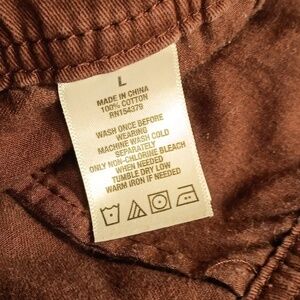 L
MADE IN CHINA
100% COTTON
RN154379
WASH ONCE BEFORE
WEARING
MACHINE WASH COLD
SEPARATELY
ONLY NON-CHLORINE BLEACH
WHEN NEEDED
TUMBLE DRY LOW
WARM IRON IF NEEDED